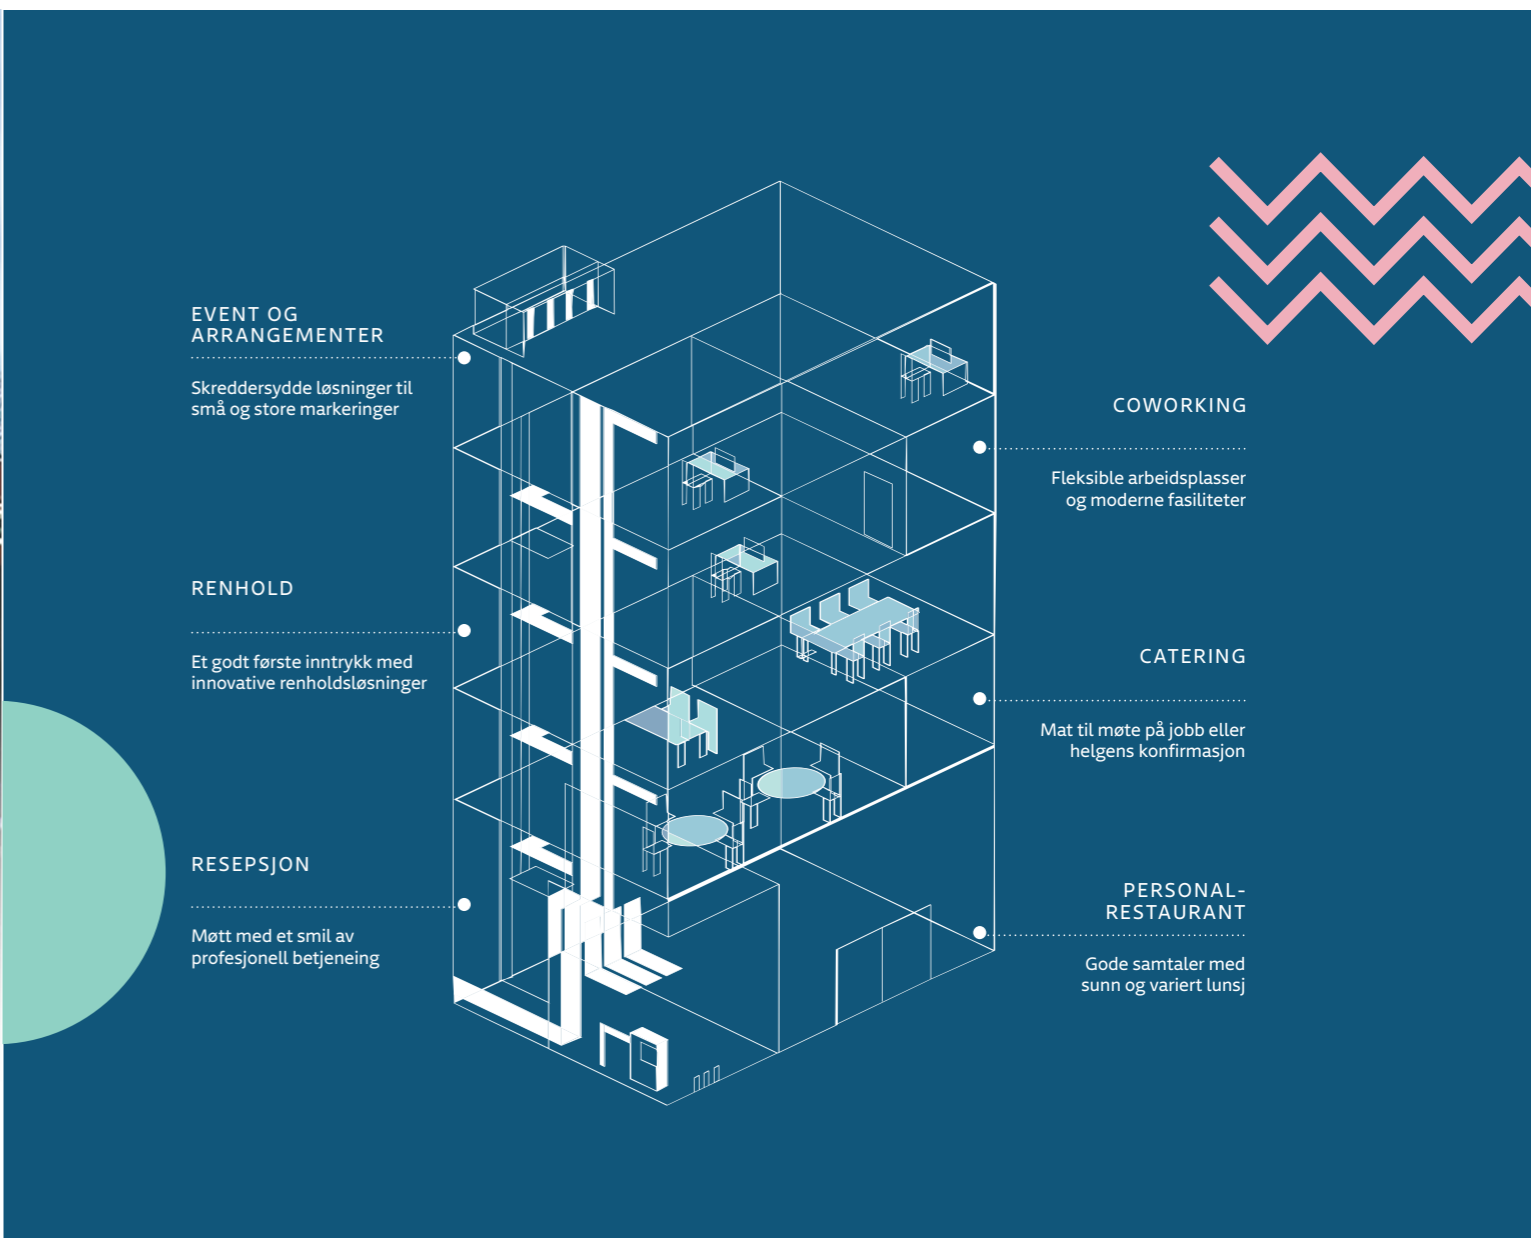 EVENT OG
ARRANGEMENTER
Skreddersydde løsninger til
små og store markeringer
RENHOLD
Et godt første inntrykk med
innovative renholdsløsninger
RESEPSJON
Møtt med et smil av
profesjonell betjeneing
COWORKING
Fleksible arbeidsplasser
og moderne fasiliteter
CATERING
Mat til møte på jobb eller
helgens konfirmasjon
PERSONAL-
RESTAURANT
Gode samtaler med
sunn og variert lunsj